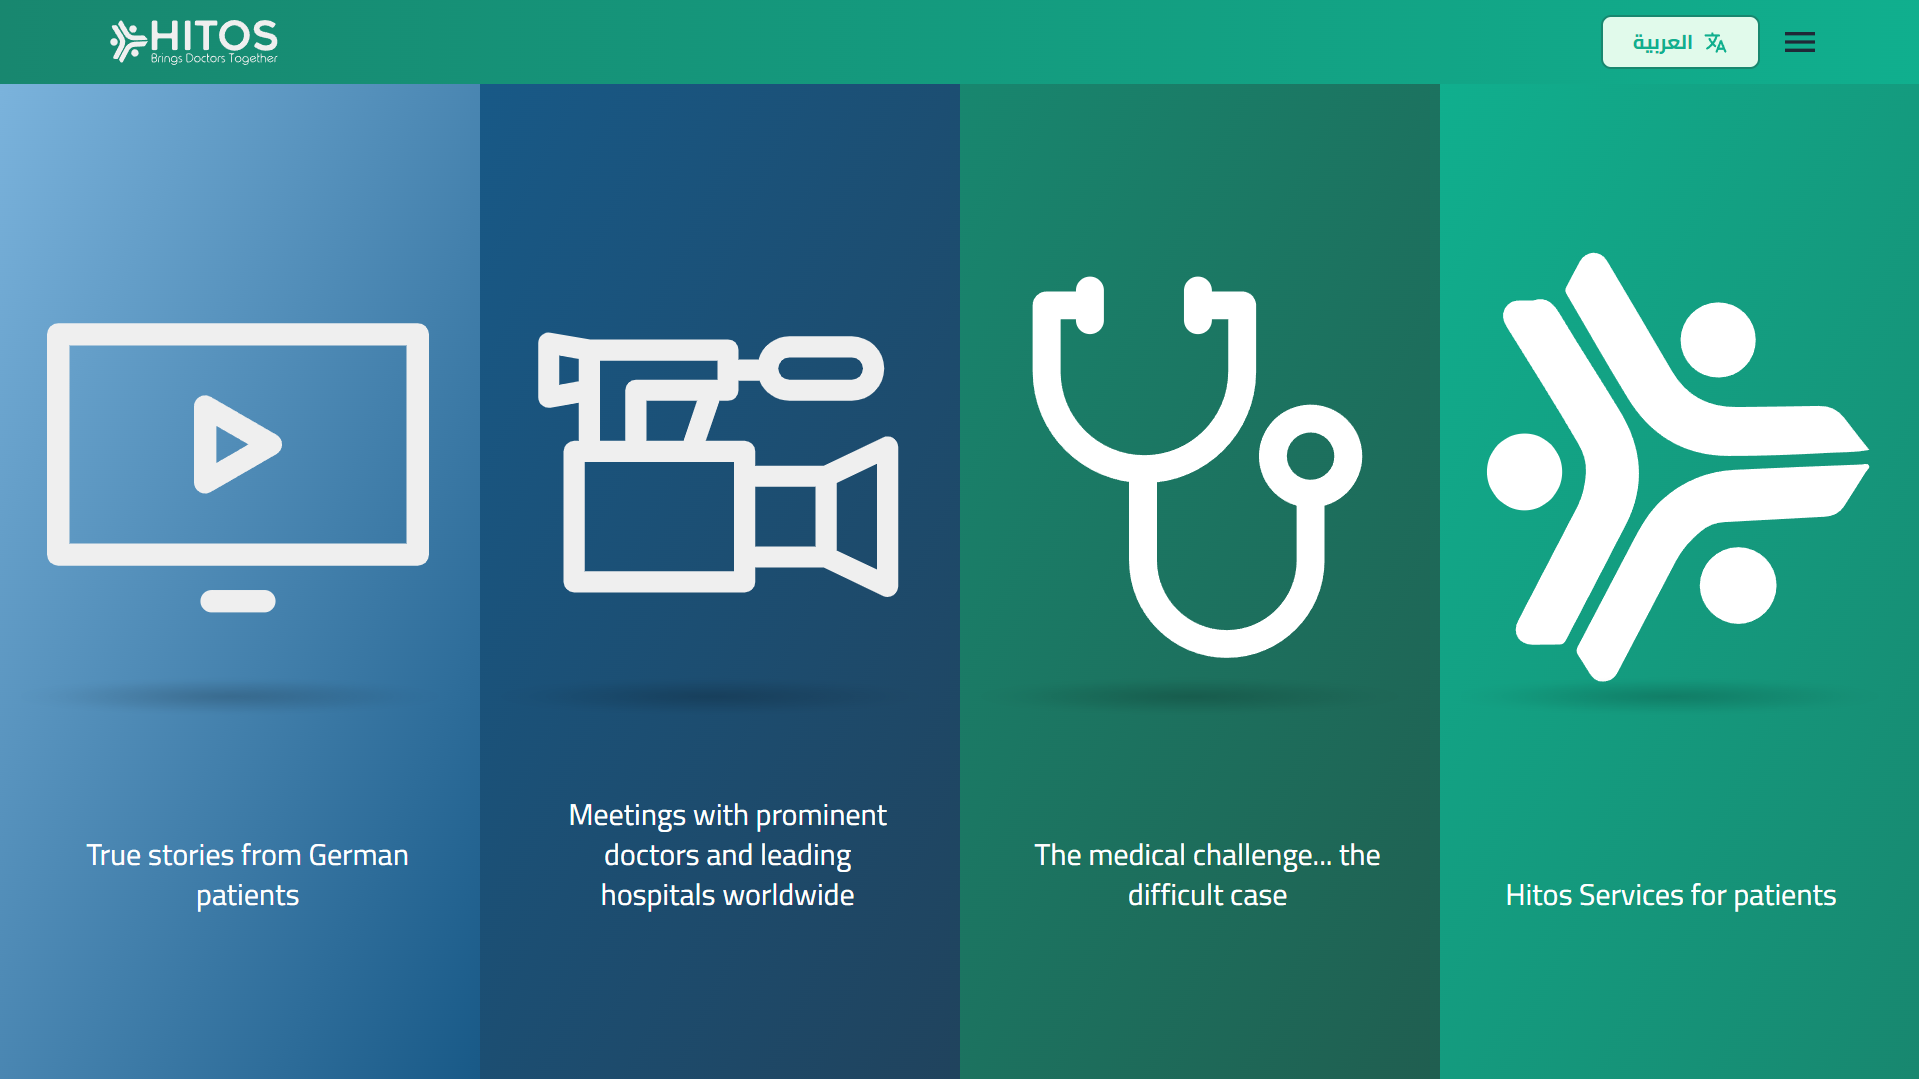 HITOS
Brings Doctors Together
العربية
True stories from German
patients
Meetings with prominent
doctors and leading
hospitals worldwide
The medical challenge... the
difficult case
Hitos Services for patients